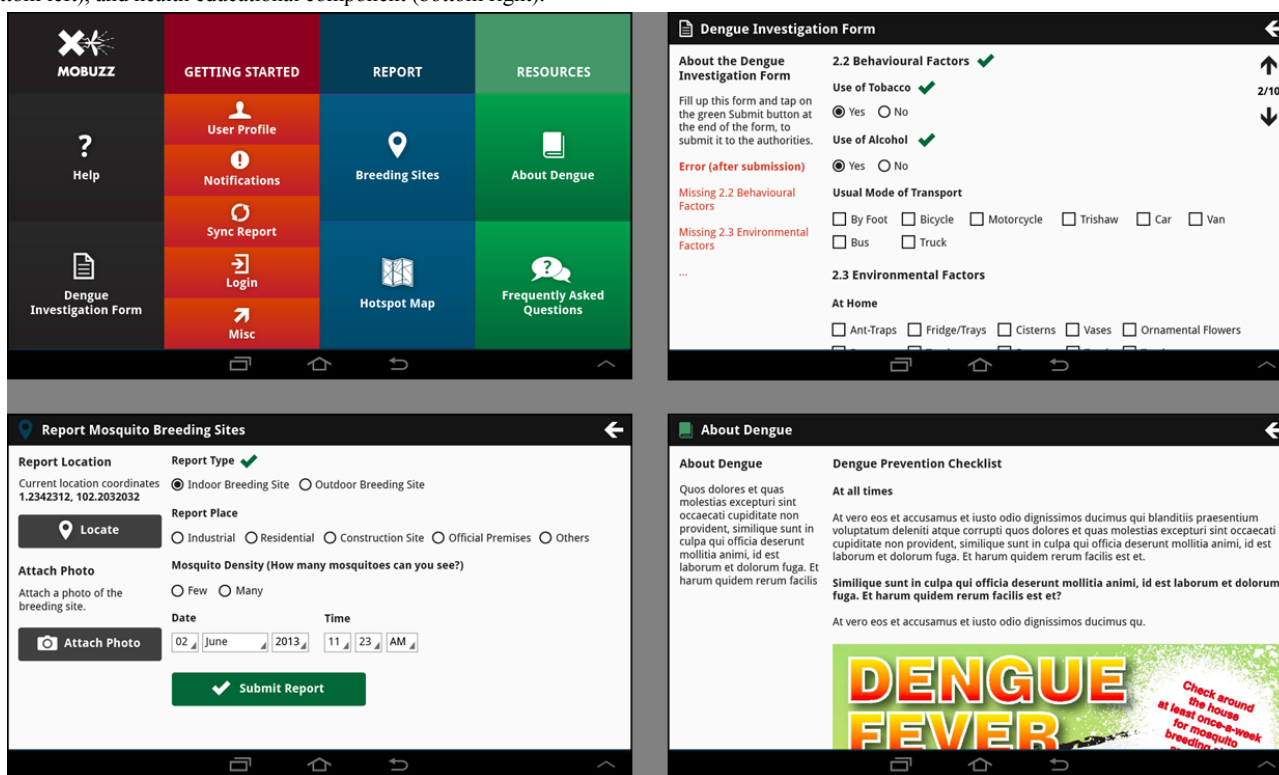 bottom left), and health educational component (bottom right).
MOBUZZ
GETTING STARTED
REPORT
RESOURCES
?
Help
User Profile
Notifications
Sync Report
Login
Misc
Breeding Sites
About Dengue
Dengue
Investigation Form
Hotspot Map
Frequently Asked
Questions
Dengue Investigation Form
About the Dengue
Investigation Form
Fill up this form and tap on
the green Submit button at
the end of the form, to
submit it to the authorities.
Error (after submission)
Missing 2.2 Behavioural
Factors
Missing 2.3 Environmental
Factors
...
2.2 Behavioural Factors
Use of Tobacco
Yes No
Use of Alcohol
Yes No
Usual Mode of Transport
By Foot Bicycle Motorcycle Trishaw Car Van
Bus Truck
2.3 Environmental Factors
At Home
Ant-Traps Fridge/Trays Cisterns Vases Ornamental Flowers
2/10
Report Mosquito Breeding Sites
Report Location
Current location coordinates
1.2342312, 102.2032032
Locate
Attach Photo
Attach a photo of the
breeding site.
Attach Photo
Report Type
Indoor Breeding Site Outdoor Breeding Site
Report Place
Industrial Residential Construction Site Official Premises Others
Mosquito Density (How many mosquitoes can you see?)
Few Many
Date Time
02 June 2013 11 23 AM
Submit Report
About Dengue
About Dengue
Quos dolores et quas
molestias excepturi sint
occaecati cupiditate non
provident, similique sunt in
culpa qui officia deserunt
mollitia animi, id est
laborum et dolorum fuga. Et
harum quidem rerum facilis
Dengue Prevention Checklist
At all times
At vero eos et accusamus et iusto odio dignissimos ducimus qui blanditiis praesentium
voluptatum deleniti atque corrupti quos dolores et quas molestias excepturi sint occaecati
cupiditate non provident, similique sunt in culpa qui officia deserunt mollitia animi, id est
laborum et dolorum fuga. Et harum quidem rerum facilis est et.
Similique sunt in culpa qui officia deserunt mollitia animi, id est laborum et dolorum
fuga. Et harum quidem rerum facilis est et?
At vero eos et accusamus et iusto odio dignissimos ducimus qu.
DENGUE
FEVER
Check around
the house
at least once-a-week
for mosquito
breeding